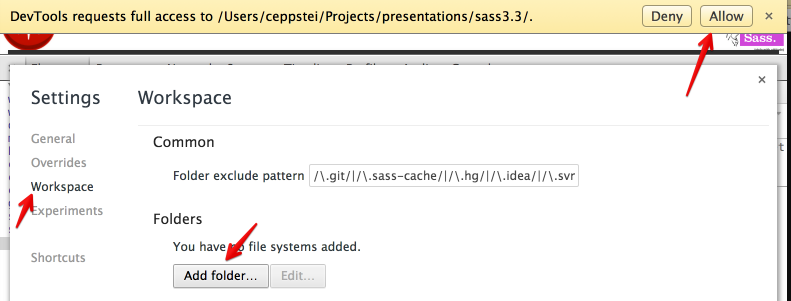 DevTools requests full access to /Users/ceppstei/Projects/presentations/sass3.3/.
Deny
Allow
×
Sass.
Settings
Workspace
×
General
Overrides
Workspace
Experiments
Shortcuts
Common
Folder exclude pattern
/\.git/|/\.sass-cache/|/\.hg/|/\.idea/|/\.svr
Folders
You have no file systems added.
Add folder...
Edit...